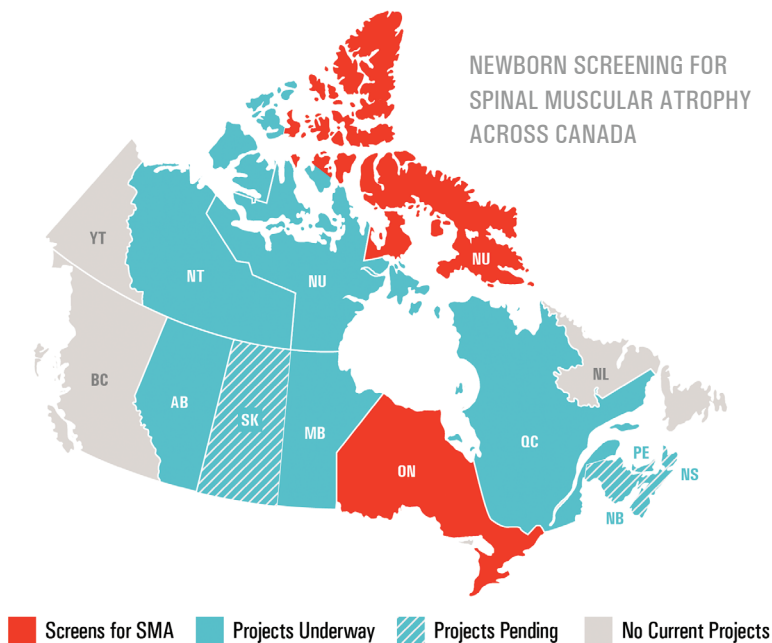 NEWBORN SCREENING FOR
SPINAL MUSCULAR ATROPHY
ACROSS CANADA
YT
NT
NU
NU
BC
AB
SK
MB
ON
QC
NL
PE
NS
NB
Screens for SMA
Projects Underway
Projects Pending
No Current Projects